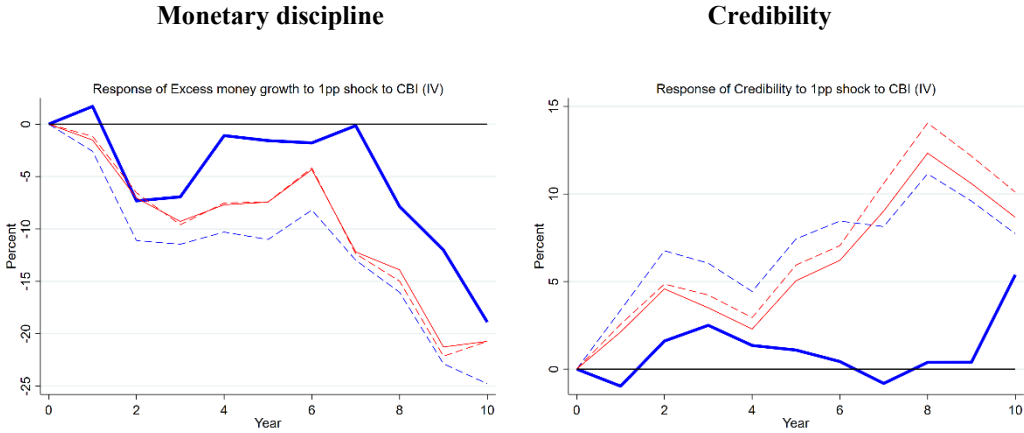 Monetary discipline
Credibility
Response of Excess money growth to 1pp shock to CBI (IV)
0
-5
-10
-15
-20
-25
Percent
0 2 4 6 8 10
Year
Response of Credibility to 1pp shock to CBI (IV)
15
10
5
0
Percent
0 2 4 6 8 10
Year